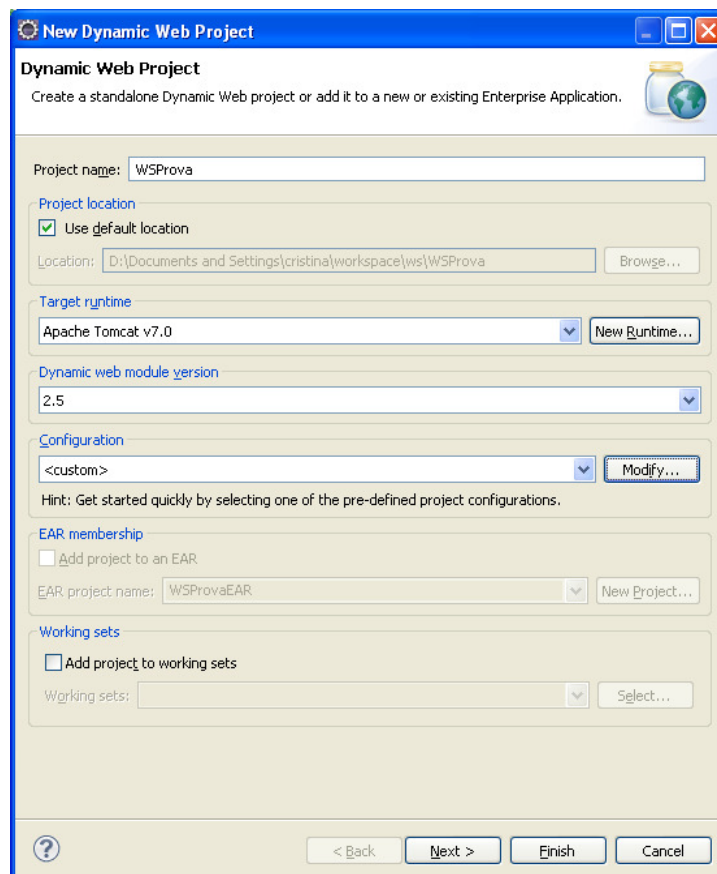 New Dynamic Web Project
Dynamic Web Project
Create a standalone Dynamic Web project or add it to a new or existing Enterprise Application.
Project name: WSProva
Project location
Use default location
Location: D:\Documents and Settings\cristina\workspace\ws\WSProva Browse...
Target runtime
Apache Tomcat v7.0 New Runtime...
Dynamic web module version
2.5
Configuration
<custom> Modify...
Hint: Get started quickly by selecting one of the pre-defined project configurations.
EAR membership
Add project to an EAR
EAR project name: WSProvaEAR New Project...
Working sets
Add project to working sets
Working sets: Select...
? < Back Next > Finish Cancel